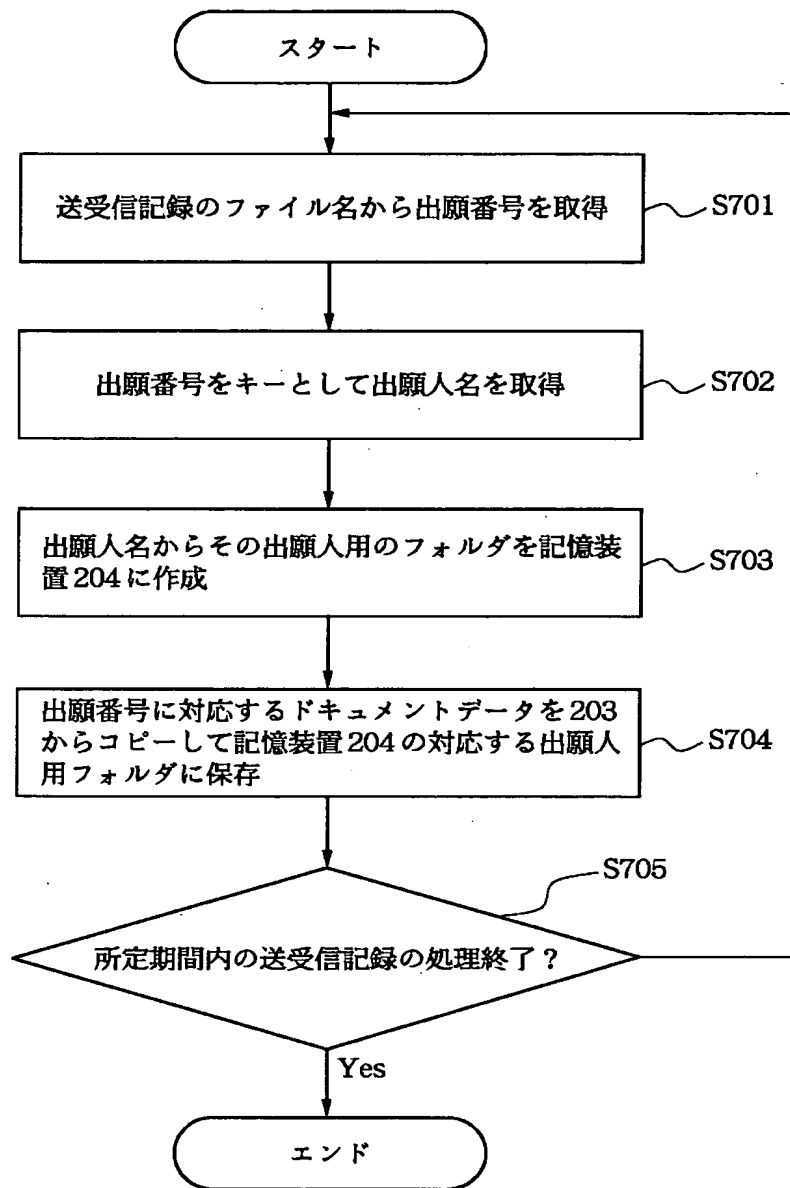 スタート
送受信記録のファイル名から出願番号を取得
S701
出願番号をキーとして出願人名を取得
S702
出願人名からその出願人用のフォルダを記憶装
置204に作成
S703
出願番号に対応するドキュメントデータを203
からコピーして記憶装置204の対応する出願人
用フォルダに保存
S704
S705
所定期間内の送受信記録の処理終了?
Yes
エンド